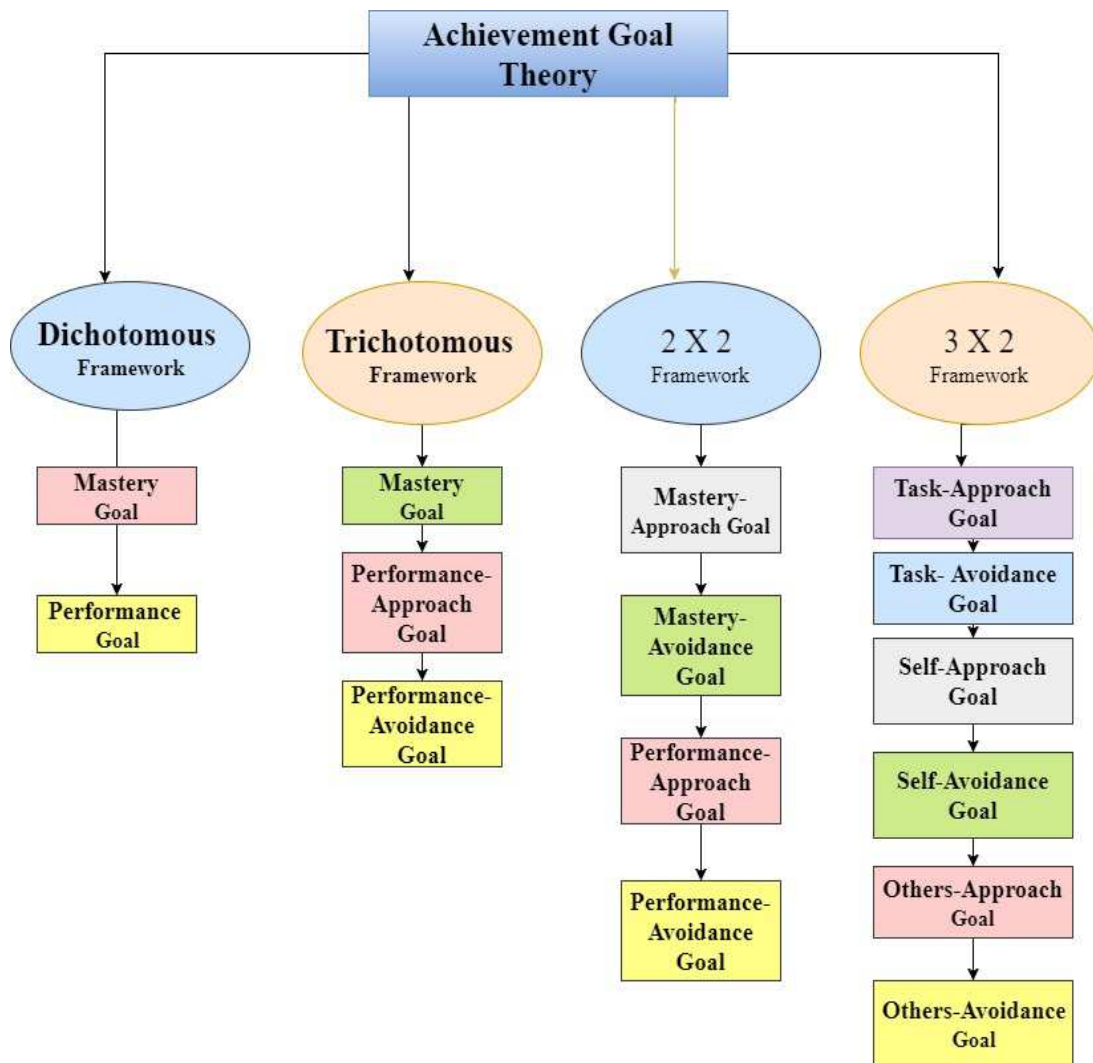 Achievement Goal
Theory
Dichotomous
Framework
Trichotomous
Framework
2 X 2
Framework
3 X 2
Framework
Mastery
Goal
Performance
Goal
Mastery
Goal
Performance-
Approach
Goal
Performance-
Avoidance
Goal
Mastery-
Approach Goal
Mastery-
Avoidance
Goal
Performance-
Approach
Goal
Performance-
Avoidance
Goal
Task-Approach
Goal
Task- Avoidance
Goal
Self-Approach
Goal
Self-Avoidance
Goal
Others-Approach
Goal
Others-Avoidance
Goal